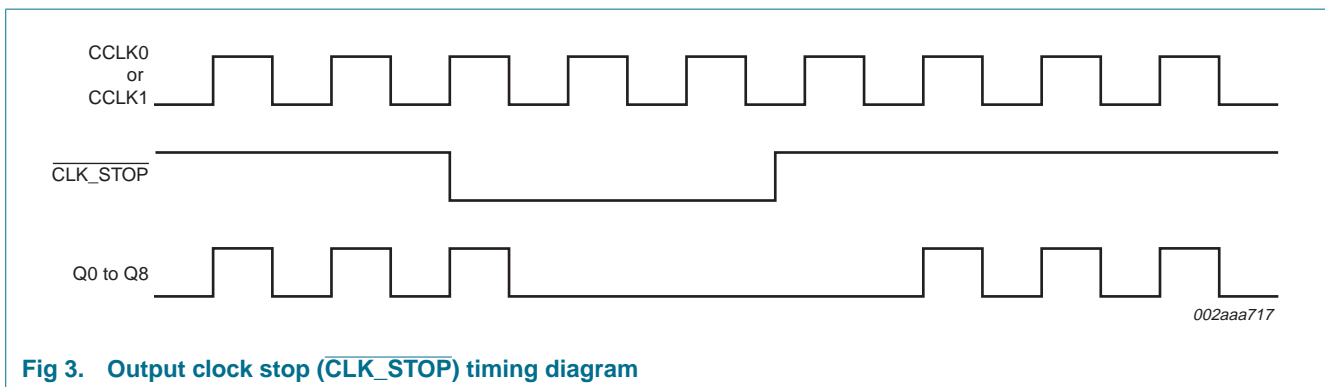 CCLK0
or
CCLK1
CLK_STOP
Q0 to Q8
002aaa717
Fig 3. Output clock stop (CLK_STOP) timing diagram